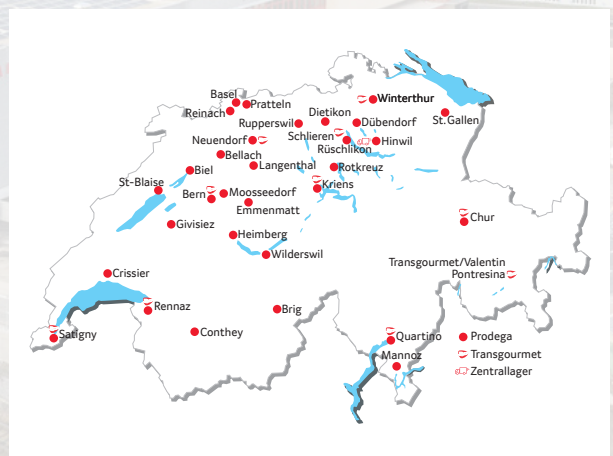 Basel
Pratteln
Winterthur
Reinach
Rupperswil
Dietikon
Dübendorf
St.Gallen
Neuendorf
Schlieren
Hinwil
Rüschlikon
Bellach
Langenthal
Rotkreuz
Biel
St-Blaise
Bern
Moosseedorf
Kriens
Emmenmatt
Chur
Givisiez
Heimberg
Wilderswil
Transgourmet/Valentin
Pontresina
Crissier
Rennaz
Brig
Satigny
Conthey
Quartino
Prodega
Mannoz
Transgourmet
Zentrallager